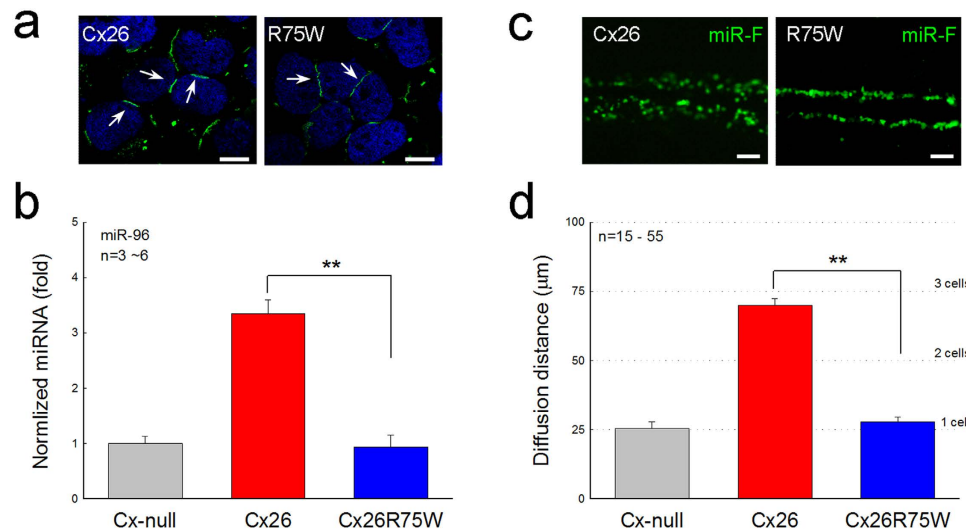 a
Cx26
R75W
b
Normlized miRNA (fold)
5
4
3
2
1
0
miR-96
n=3 ~6
**
Cx-null
Cx26
Cx26R75W
c
Cx26
miR-F
R75W
miR-F
d
Diffusion distance (µm)
100
75
50
25
0
n=15 - 55
**
3 cells
2 cells
1 cell
Cx-null
Cx26
Cx26R75W